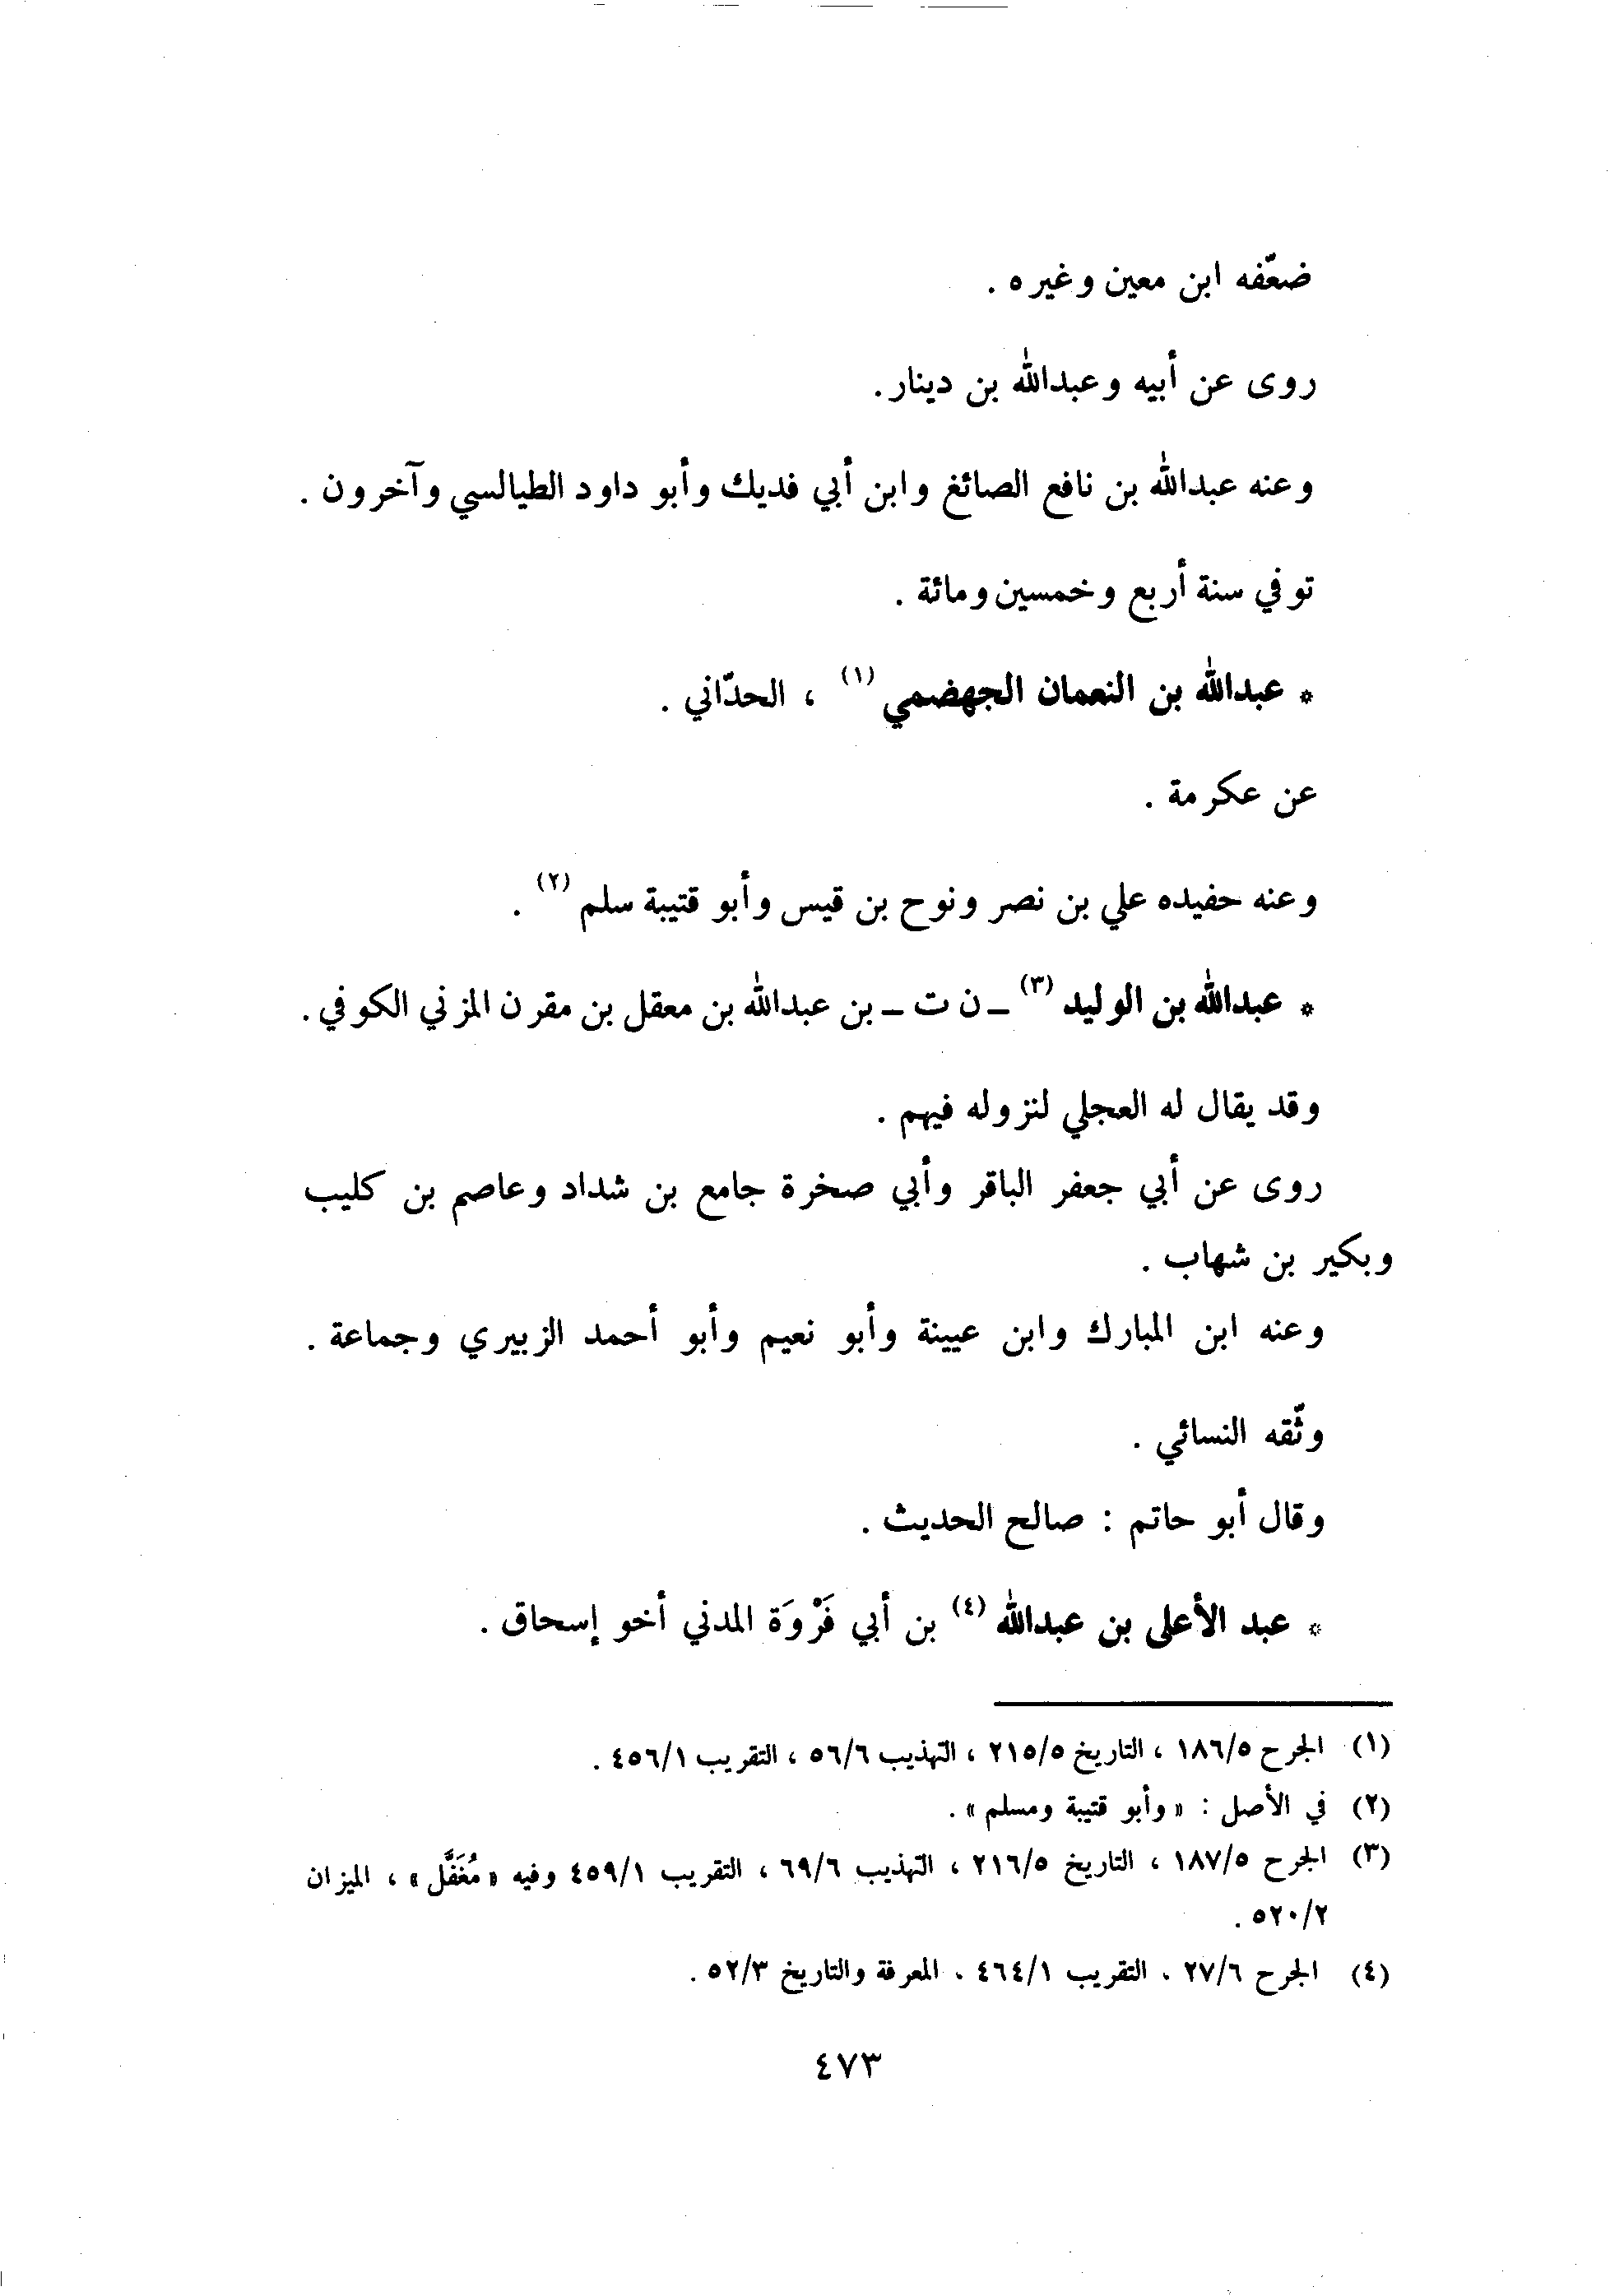 ضعّفه ابن معين وغيره .
روى عن أبيه وعبدالله بن دينار.
وعنه عبدالله بن نافع الصائغ وابن أبي فديك وأبو داود الطيالسي وآخرون .
توفي سنة أربع وخمسين ومائة .
* عبدالله بن النعمان الجهضمي (١) ، الحدّاني .
عن عكرمة .
وعنه حفيده علي بن نصر ونوح بن قيس وأبو قتيبة سلم (٢) .
* عبدالله بن الوليد (٣) ـ ن ت ـ بن عبدالله بن معقل بن مقرن المزني الكوفي .
وقد يقال له العجلي لنزوله فيهم .
روى عن أبي جعفر الباقر وأبي صخرة جامع بن شداد وعاصم بن كليب
وبكير بن شهاب .
وعنه ابن المبارك وابن عيينة وأبو نعيم وأبو أحمد الزبيري وجماعة .
وثّقه النسائي .
وقال أبو حاتم : صالح الحديث .
* عبد الأعلى بن عبدالله (٤) بن أبي فَرْوَة المدني أخو إسحاق .
(١) الجرح ١٨٦/٥ ، التاريخ ٢١٥/٥ ، التهذيب ٥٦/٦ ، التقريب ٤٥٦/١ .
(٢) في الأصل : « وأبو قتيبة ومسلم » .
(٣) الجرح ١٨٧/٥ ، التاريخ ٢١٦/٥ ، التهذيب ٦٩/٦ ، التقريب ٤٥٩/١ وفيه « مُغَفَّل » ، الميزان
٥٢٠/٢ .
(٤) الجرح ٢٧/٦ . التقريب ٤٦٤/١ . المعرفة والتاريخ ٥٢/٣ .
٤٧٣